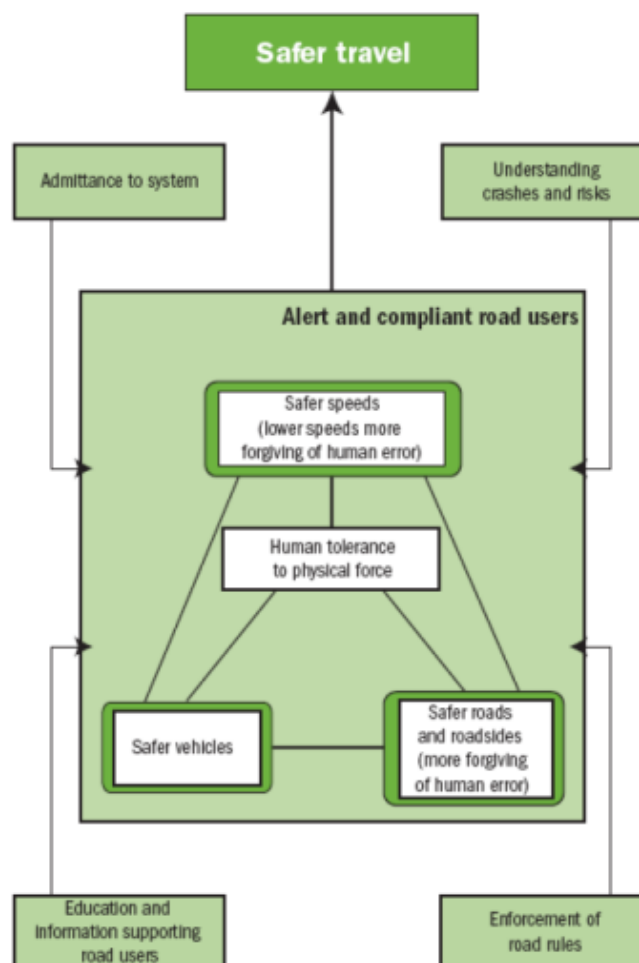 Safer travel
Admittance to system
Understanding
crashes and risks
Alert and compliant road users
Safer speeds
(lower speeds more
forgiving of human error)
Human tolerance
to physical force
Safer vehicles
Safer roads
and roadsides
(more forgiving
of human error)
Education and
information supporting
road users
Enforcement of
road rules